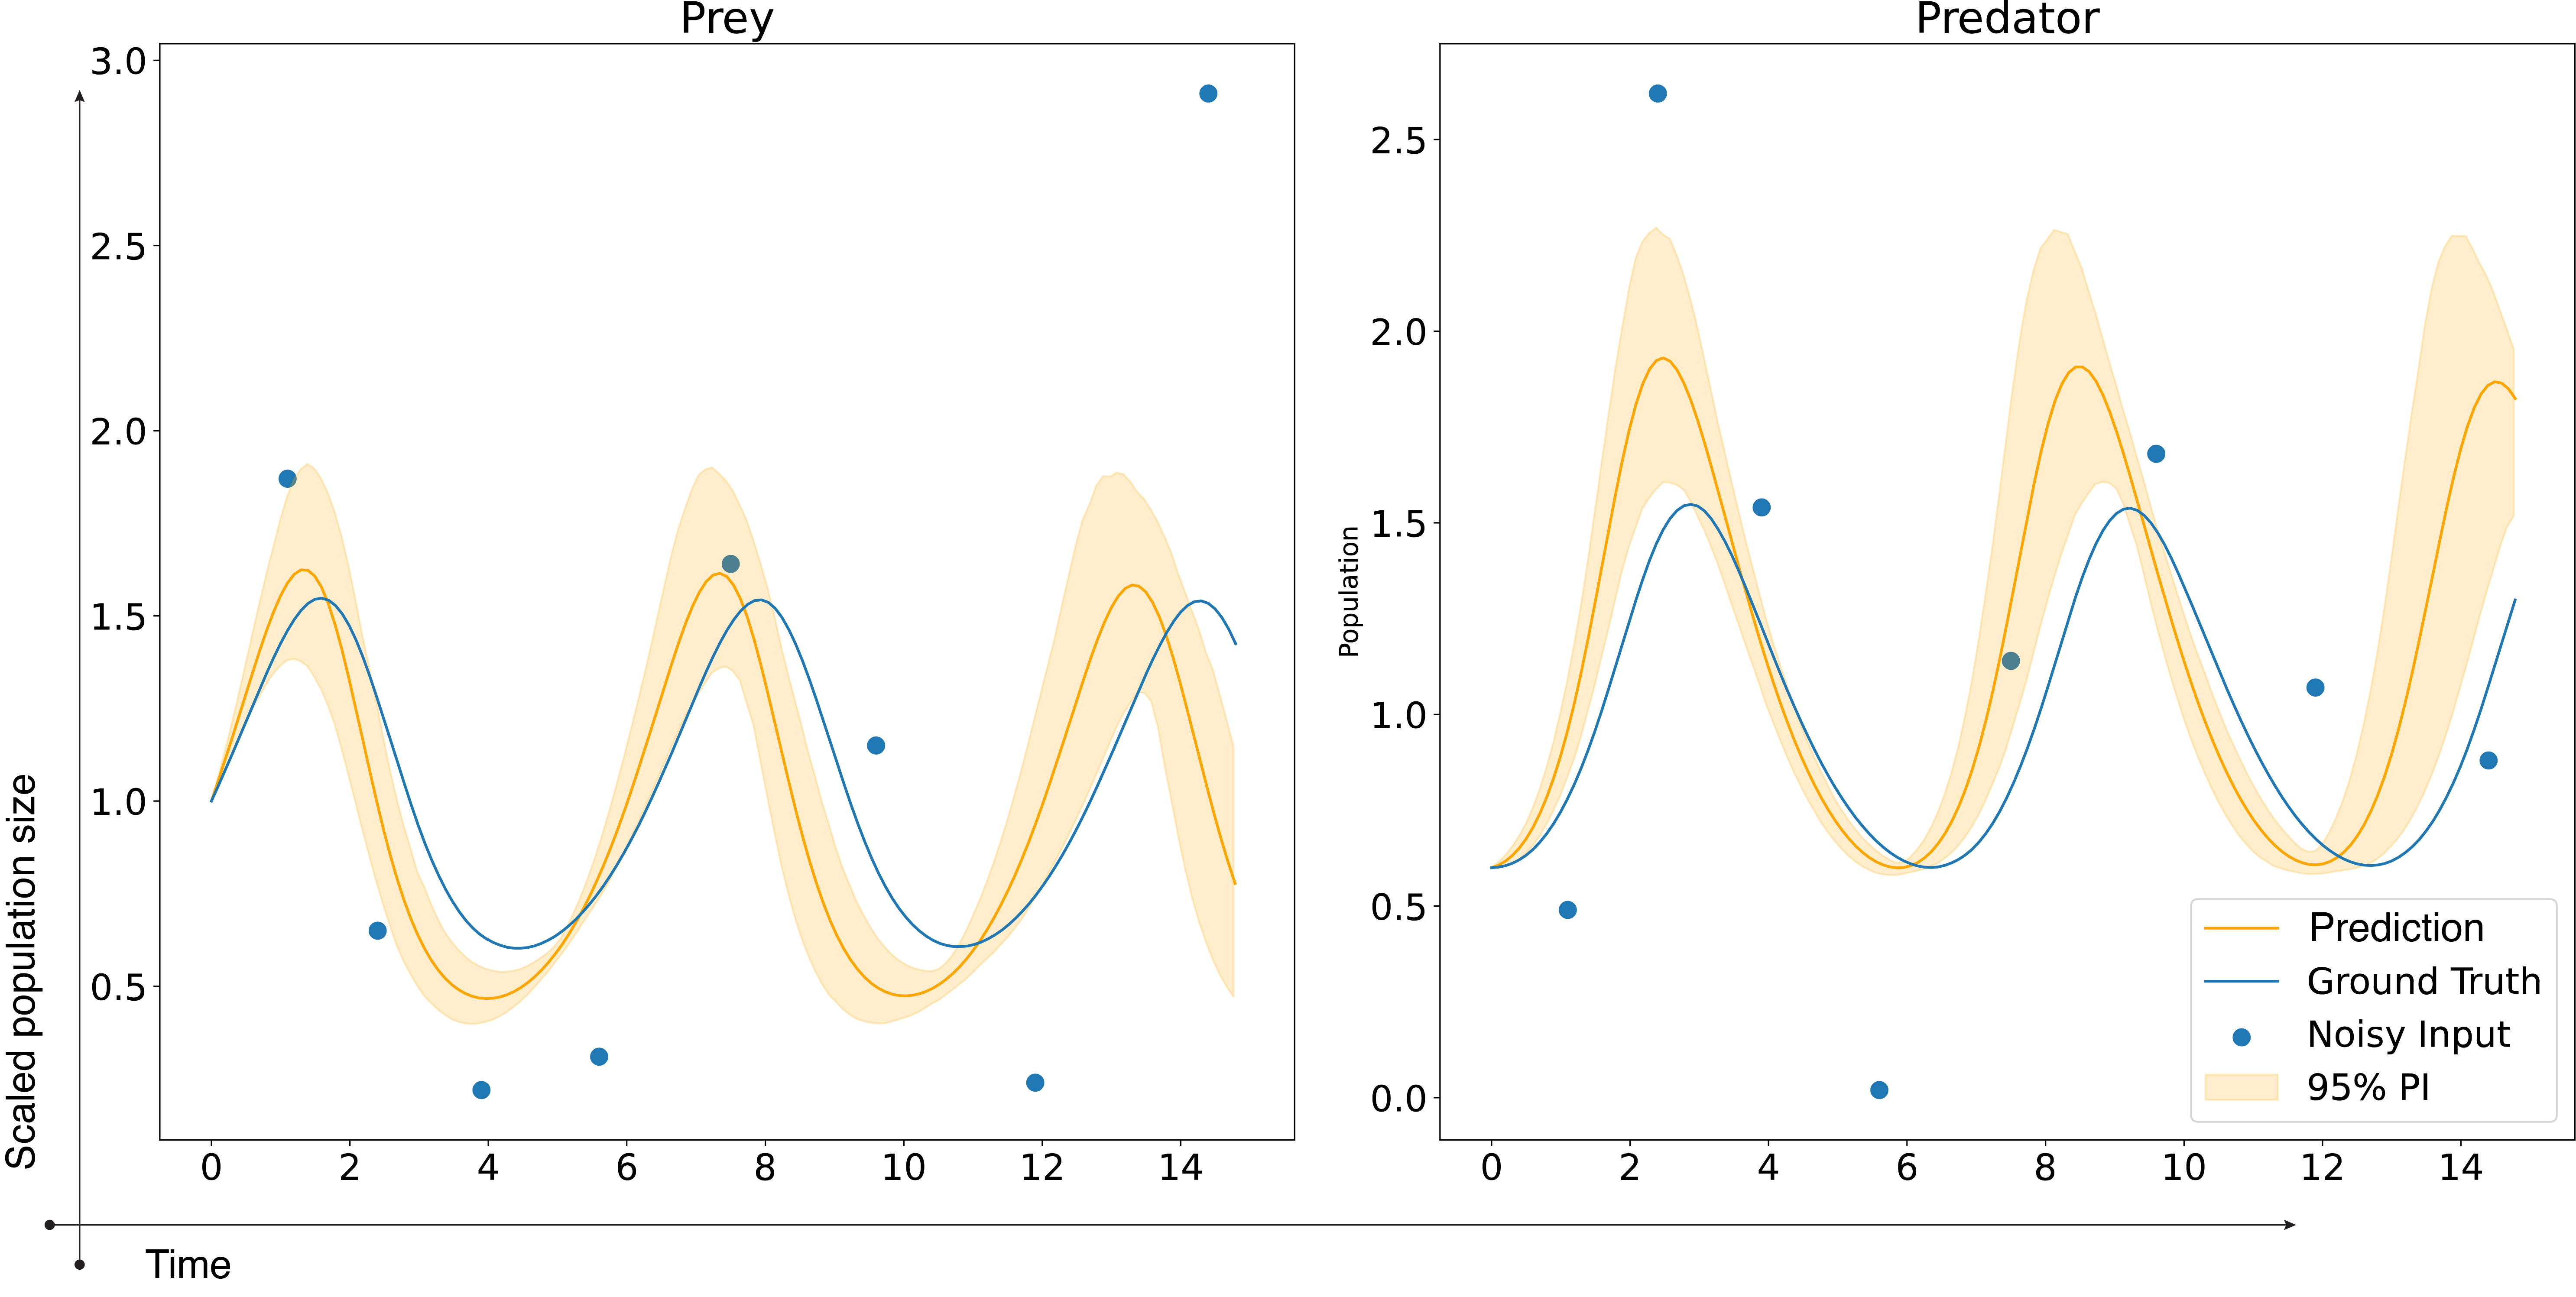 Prey
Predator
Scaled population size
3.0
2.5
2.0
1.5
1.0
0.5
0 2 4 6 8 10 12 14
Population
2.5
2.0
1.5
1.0
0.5
0.0
0 2 4 6 8 10 12 14
Prediction
Ground Truth
Noisy Input
95% PI
Time